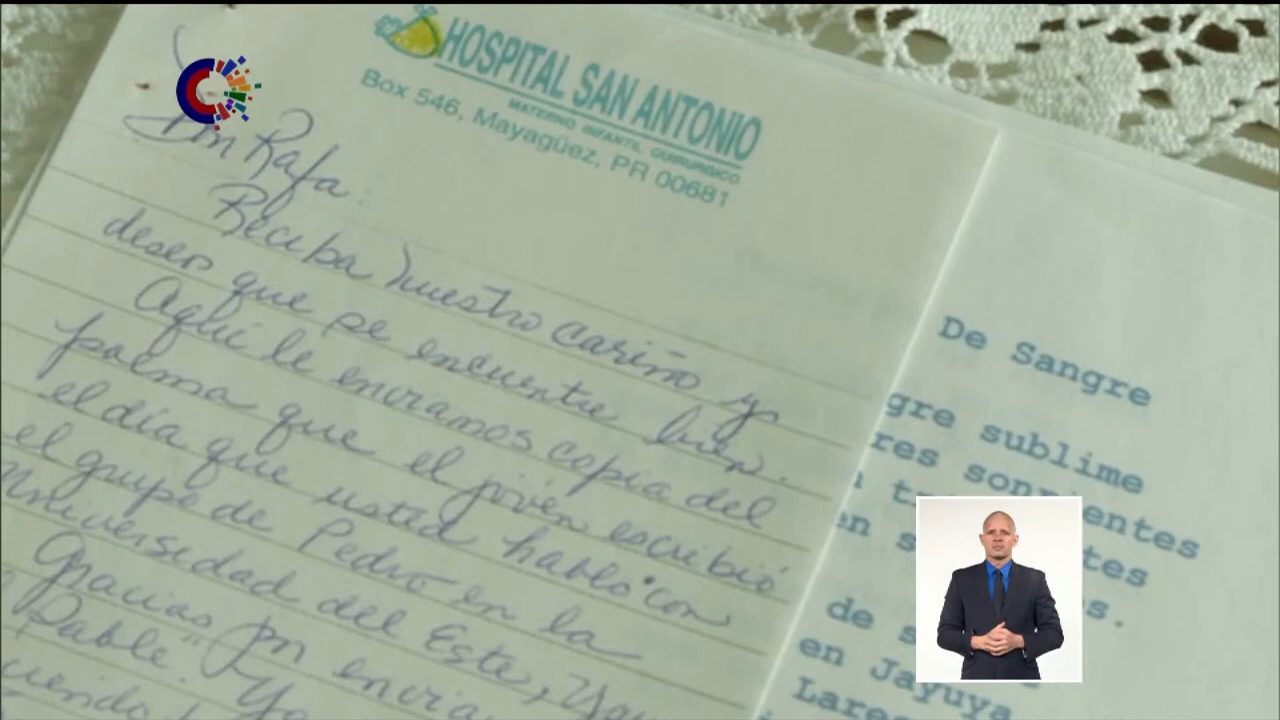 HOSPITAL SAN ANTONIO
MATERNO INFANTIL QUIRURGICO
Box 546, Mayagüez, PR 00681
Don Rafa:
Reciba nuestro cariño y
deseo que se encuentre bien.
Aquí le enviamos copia del
poema que el joven escribió
el día que usted habló con
el grupo de Pedro en la
Universidad del Este,
Gracias por
Pablo"
De Sangre
gre sublime
res
entes
tes
s.
de s
en Jayuya
Lares